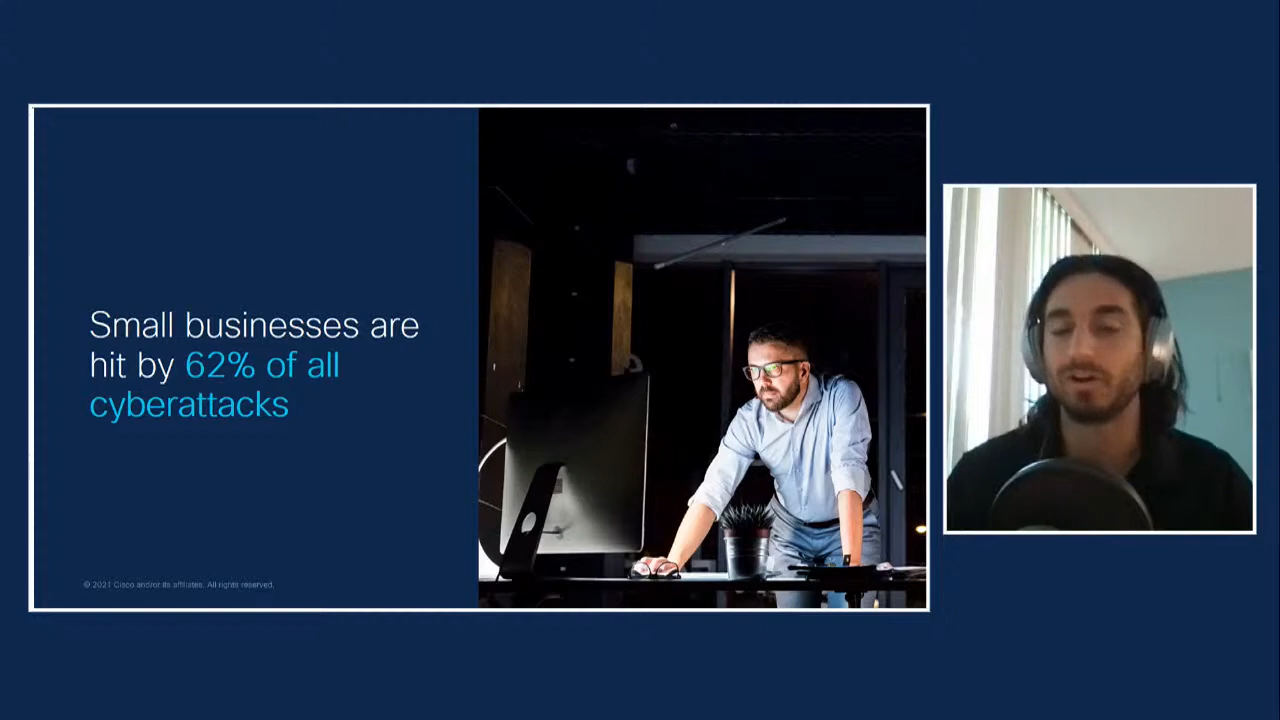 Small businesses are
hit by 62% of all
cyberattacks
© 2021 Cisco and/or its affiliates. All rights reserved.